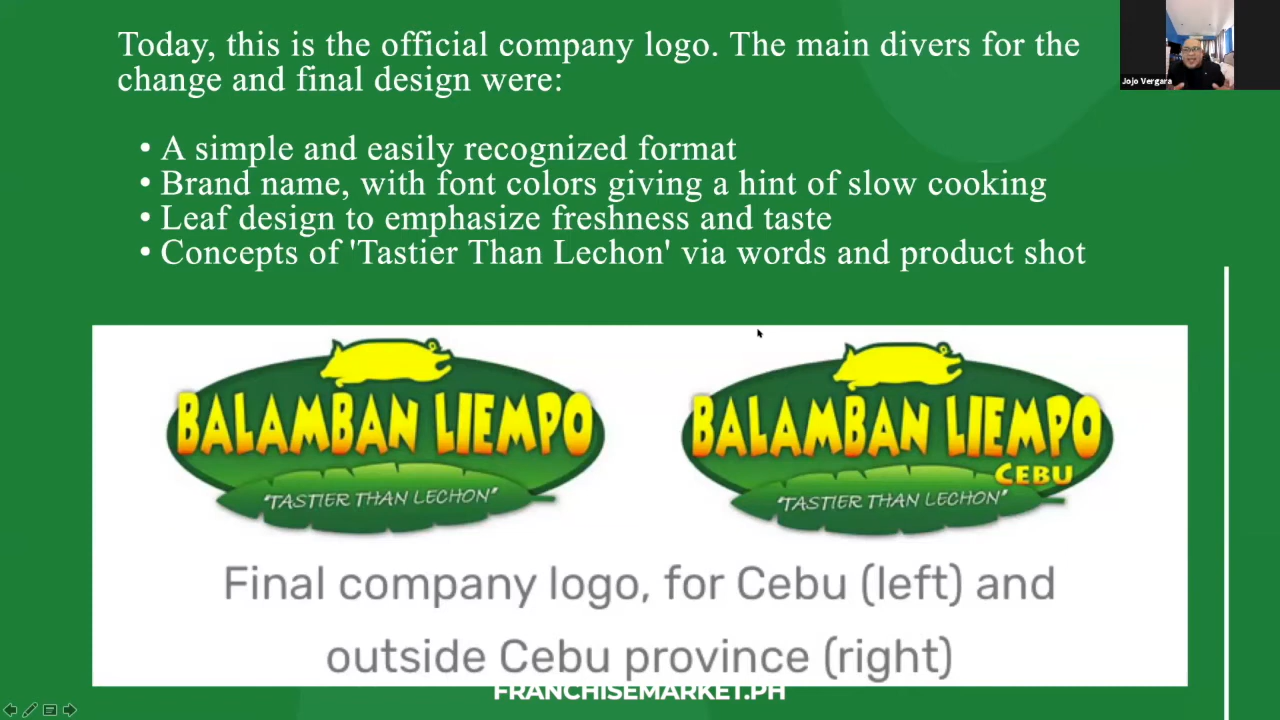 Today, this is the official company logo. The main divers for the
change and final design were:
• A simple and easily recognized format
• Brand name, with font colors giving a hint of slow cooking
• Leaf design to emphasize freshness and taste
• Concepts of 'Tastier Than Lechon' via words and product shot
Jojo Vergara
BALAMBAN LIEMPO
"TASTIER THAN LECHON"
BALAMBAN LIEMPO
CEBU
"TASTIER THAN LECHON"
Final company logo, for Cebu (left) and
outside Cebu province (right)
FRANCHISEMARKET.PH